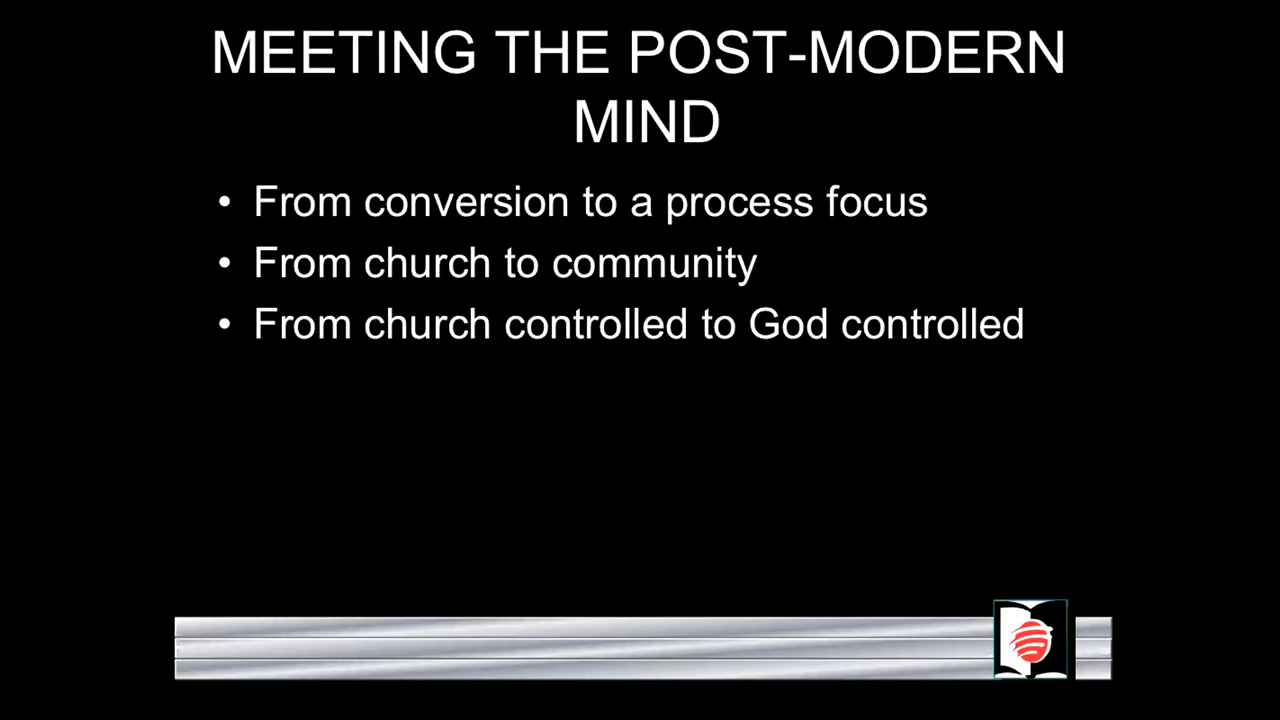 MEETING THE POST-MODERN
MIND
• From conversion to a process focus
• From church to community
• From church controlled to God controlled